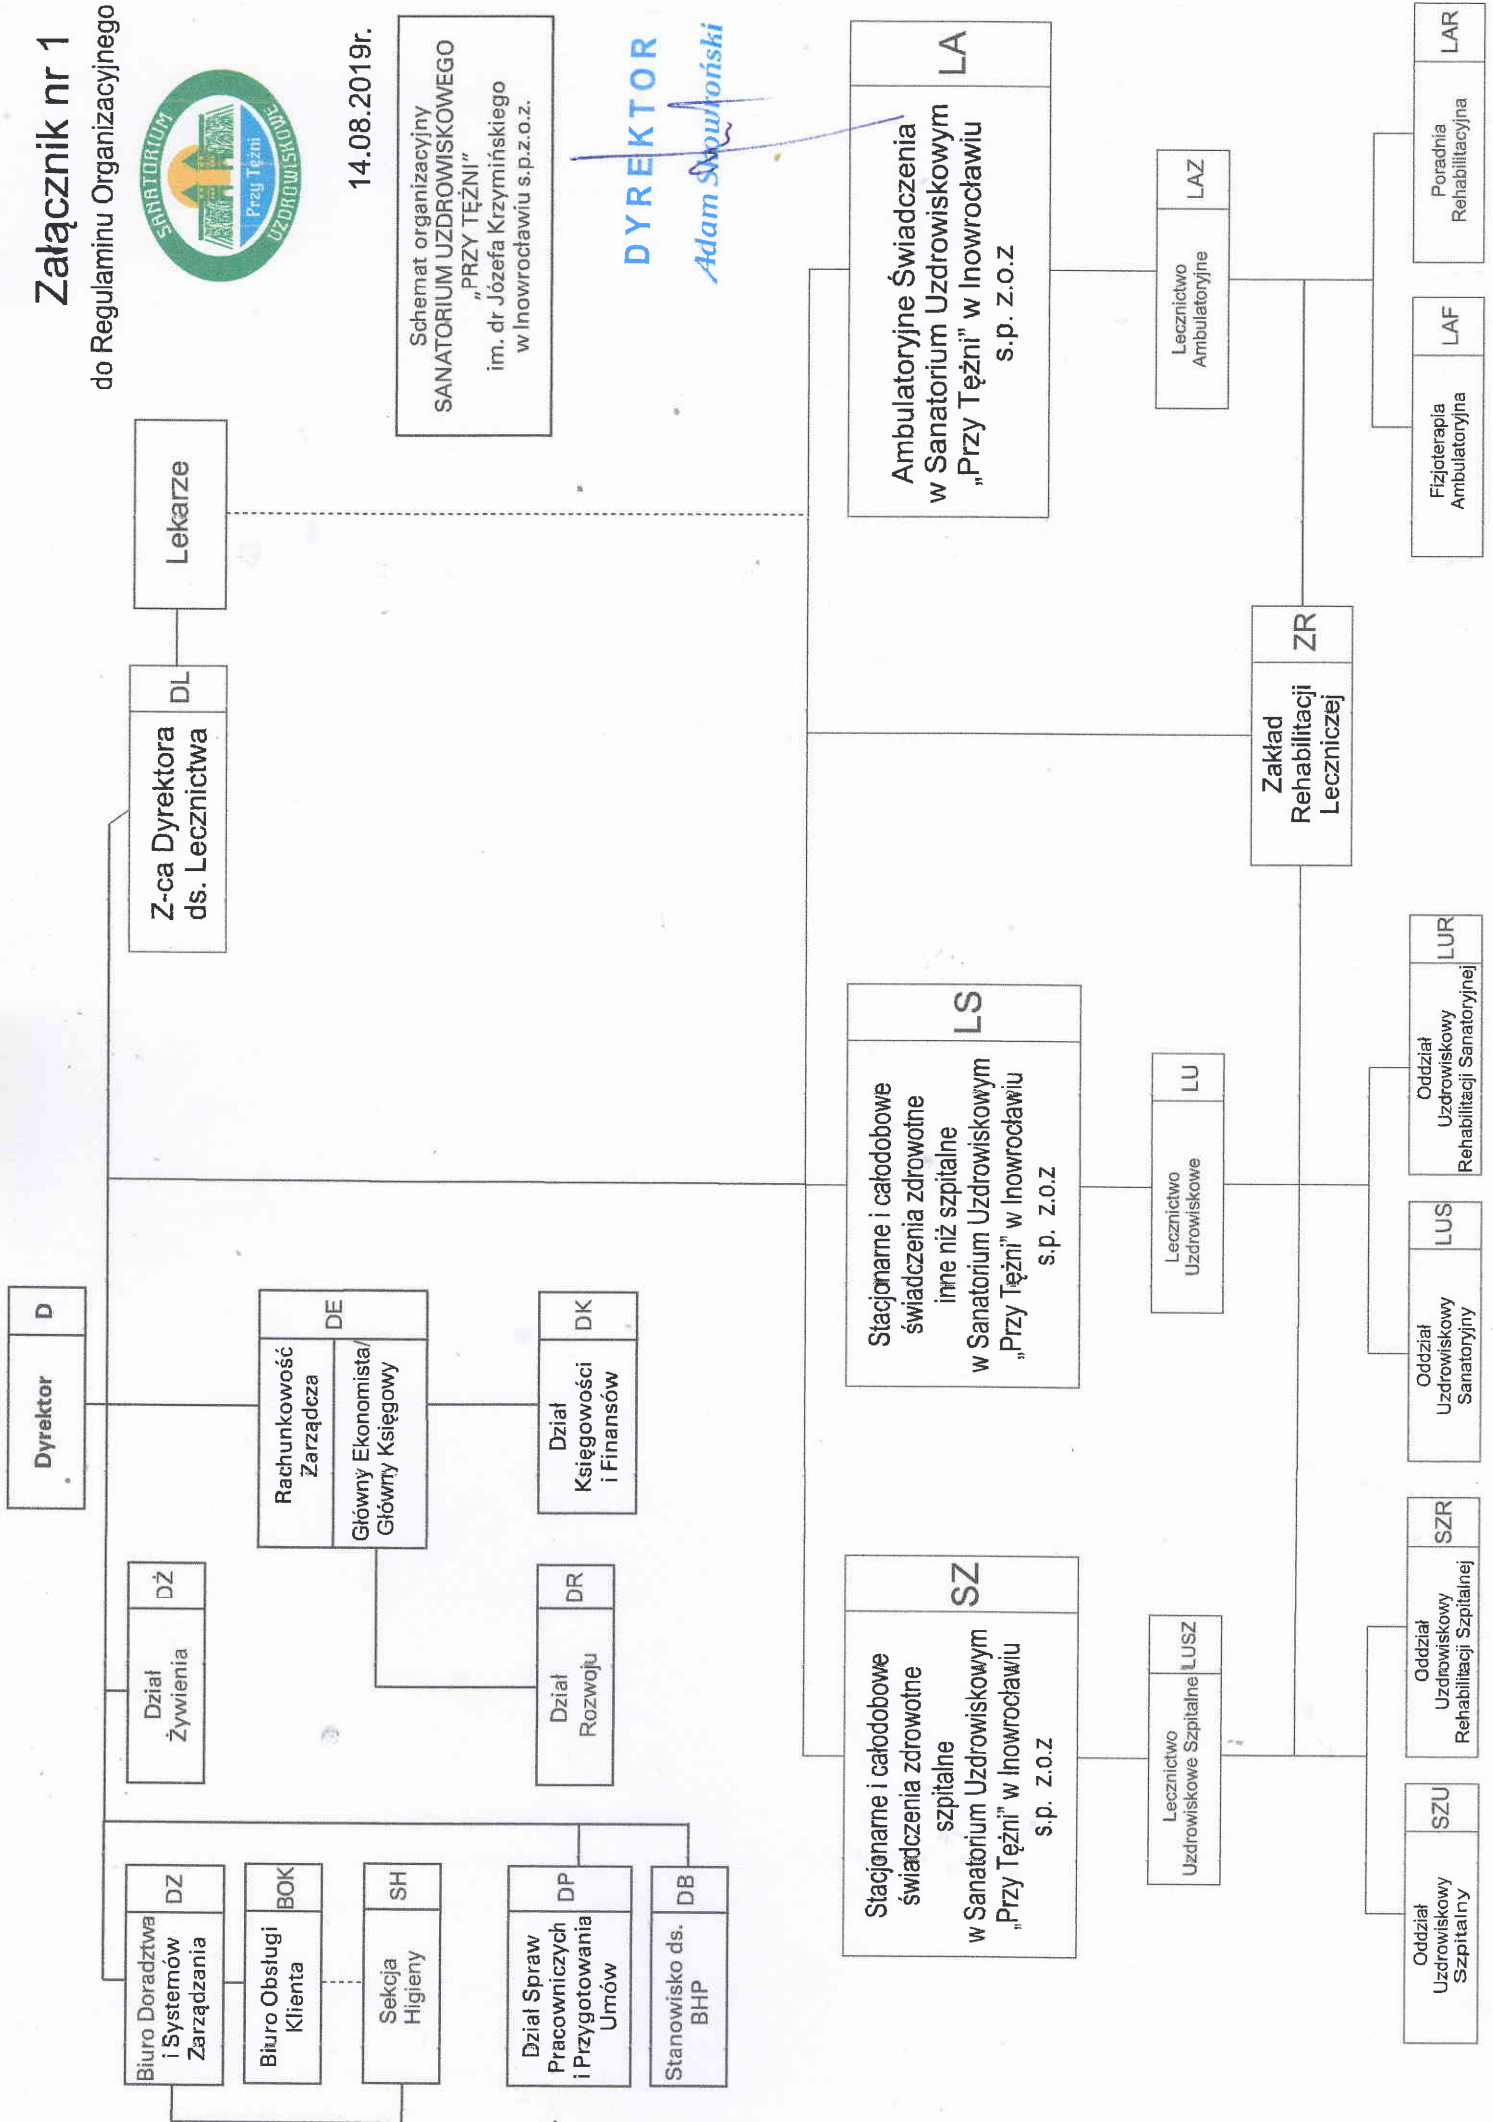 Załącznik nr 1
do Regulaminu Organizacyjnego
SANATORIUM
Przy Tężni
UZDROWISKOWE
14.08.2019r.
Schemat organizacyjny
SANATORIUM UZDROWISKOWEGO
„PRZY TĘŻNI”
im. dr Józefa Krzymińskiego
w Inowrocławiu s.p.z.o.z.
DYREKTOR
Adam Skowroński
Dyrektor
D
Z-ca Dyrektora
ds. Lecznictwa
DL
Lekarze
Dział
Żywienia
DŻ
Rachunkowość
Zarządcza
Główny Ekonomista/
Główny Księgowy
DE
Dział
Rozwoju
DR
Dział
Księgowości
i Finansów
DK
Biuro Doradztwa
i Systemów
Zarządzania
DZ
Biuro Obsługi
Klienta
BOK
Sekcja
Higieny
SH
Dział Spraw
Pracowniczych
i Przygotowania
Umów
DP
Stanowisko ds.
BHP
DB
Stacjonarne i całodobowe
świadczenia zdrowotne
szpitalne
w Sanatorium Uzdrowiskowym
„Przy Tężni” w Inowrocławiu
s.p. z.o.z
SZ
Stacjonarne i całodobowe
świadczenia zdrowotne
inne niż szpitalne
w Sanatorium Uzdrowiskowym
„Przy Tężni” w Inowrocławiu
s.p. z.o.z
LS
Ambulatoryjne Świadczenia
w Sanatorium Uzdrowiskowym
„Przy Tężni” w Inowrocławiu
s.p. z.o.z
LA
Lecznictwo
Uzdrowiskowe Szpitalne
LUSZ
Lecznictwo
Uzdrowiskowe
LU
Lecznictwo
Ambulatoryjne
LAZ
Zakład
Rehabilitacji
Leczniczej
ZR
Oddział
Uzdrowiskowy
Szpitalny
SZU
Oddział
Uzdrowiskowy
Rehabilitacji Szpitalnej
SZR
Oddział
Uzdrowiskowy
Sanatoryjny
LUS
Oddział
Uzdrowiskowy
Rehabilitacji Sanatoryjnej
LUR
Fizjoterapia
Ambulatoryjna
LAF
Poradnia
Rehabilitacyjna
LAR